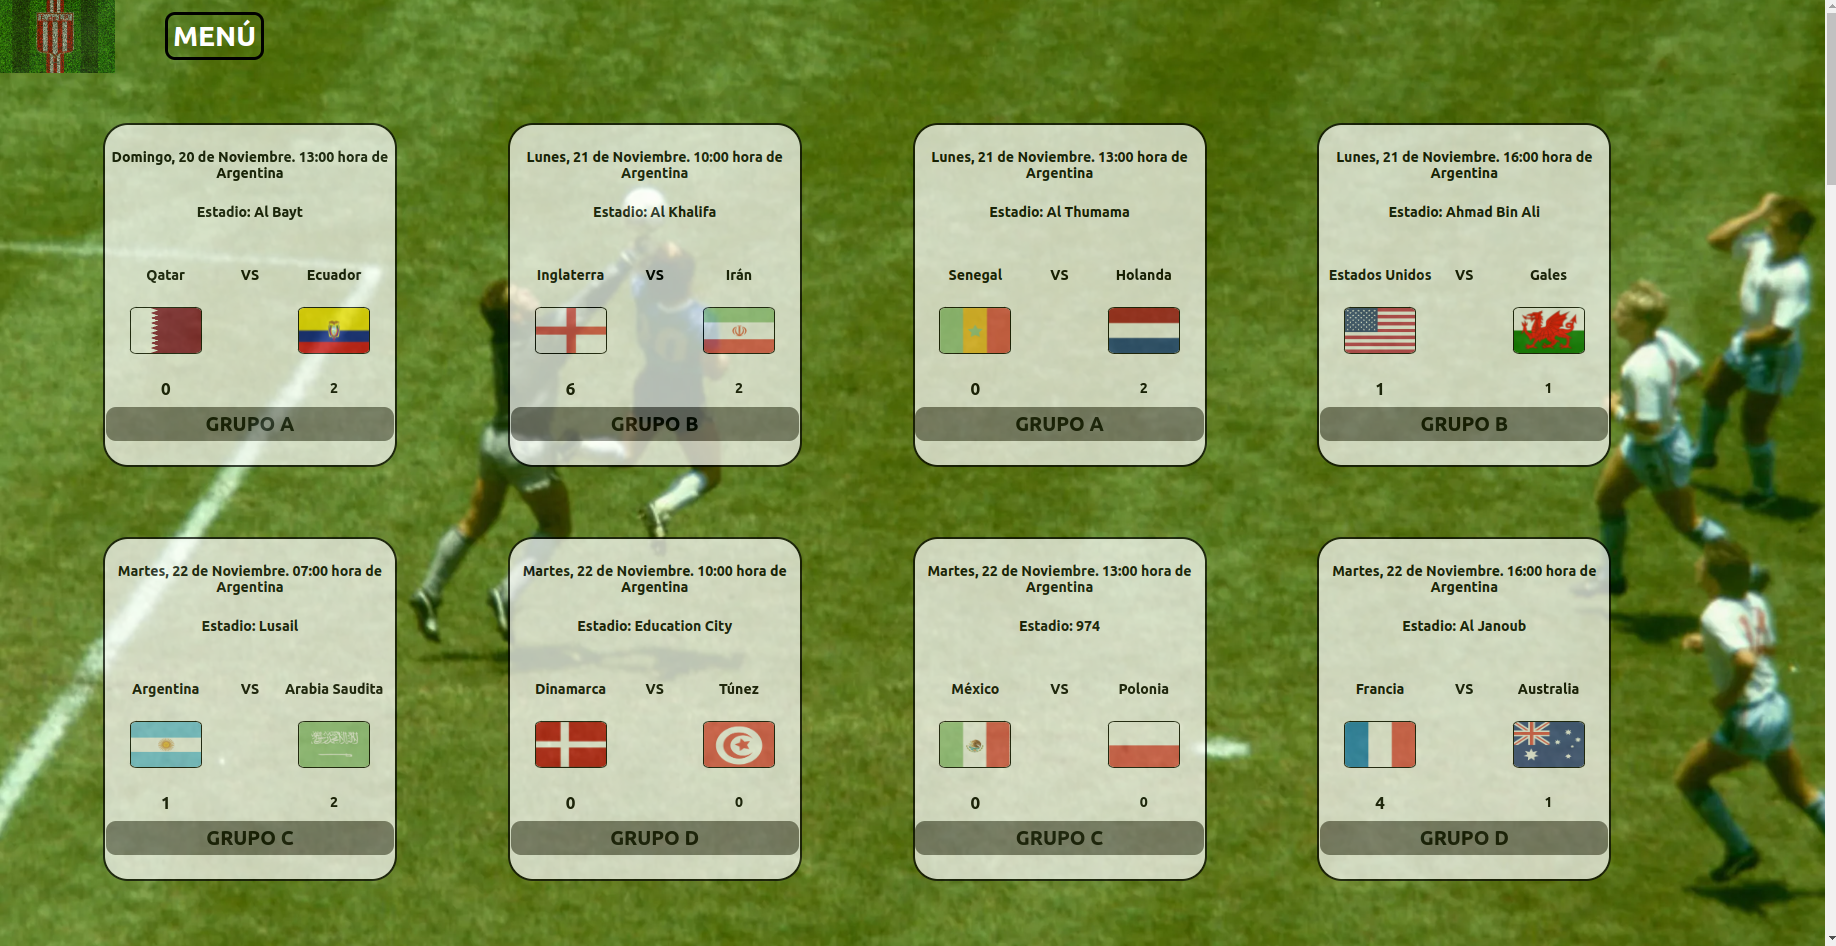 MENÚ
Domingo, 20 de Noviembre. 13:00 hora de
Argentina
Estadio: Al Bayt
Qatar VS Ecuador
0 2
GRUPO A
Lunes, 21 de Noviembre. 10:00 hora de
Argentina
Estadio: Al Khalifa
Inglaterra VS Irán
6 2
GRUPO B
Lunes, 21 de Noviembre. 13:00 hora de
Argentina
Estadio: Al Thumama
Senegal VS Holanda
0 2
GRUPO A
Lunes, 21 de Noviembre. 16:00 hora de
Argentina
Estadio: Ahmad Bin Ali
Estados Unidos VS Gales
1 1
GRUPO B
Martes, 22 de Noviembre. 07:00 hora de
Argentina
Estadio: Lusail
Argentina VS Arabia Saudita
1 2
GRUPO C
Martes, 22 de Noviembre. 10:00 hora de
Argentina
Estadio: Education City
Dinamarca VS Túnez
0 0
GRUPO D
Martes, 22 de Noviembre. 13:00 hora de
Argentina
Estadio: 974
México VS Polonia
0 0
GRUPO C
Martes, 22 de Noviembre. 16:00 hora de
Argentina
Estadio: Al Janoub
Francia VS Australia
4 1
GRUPO D